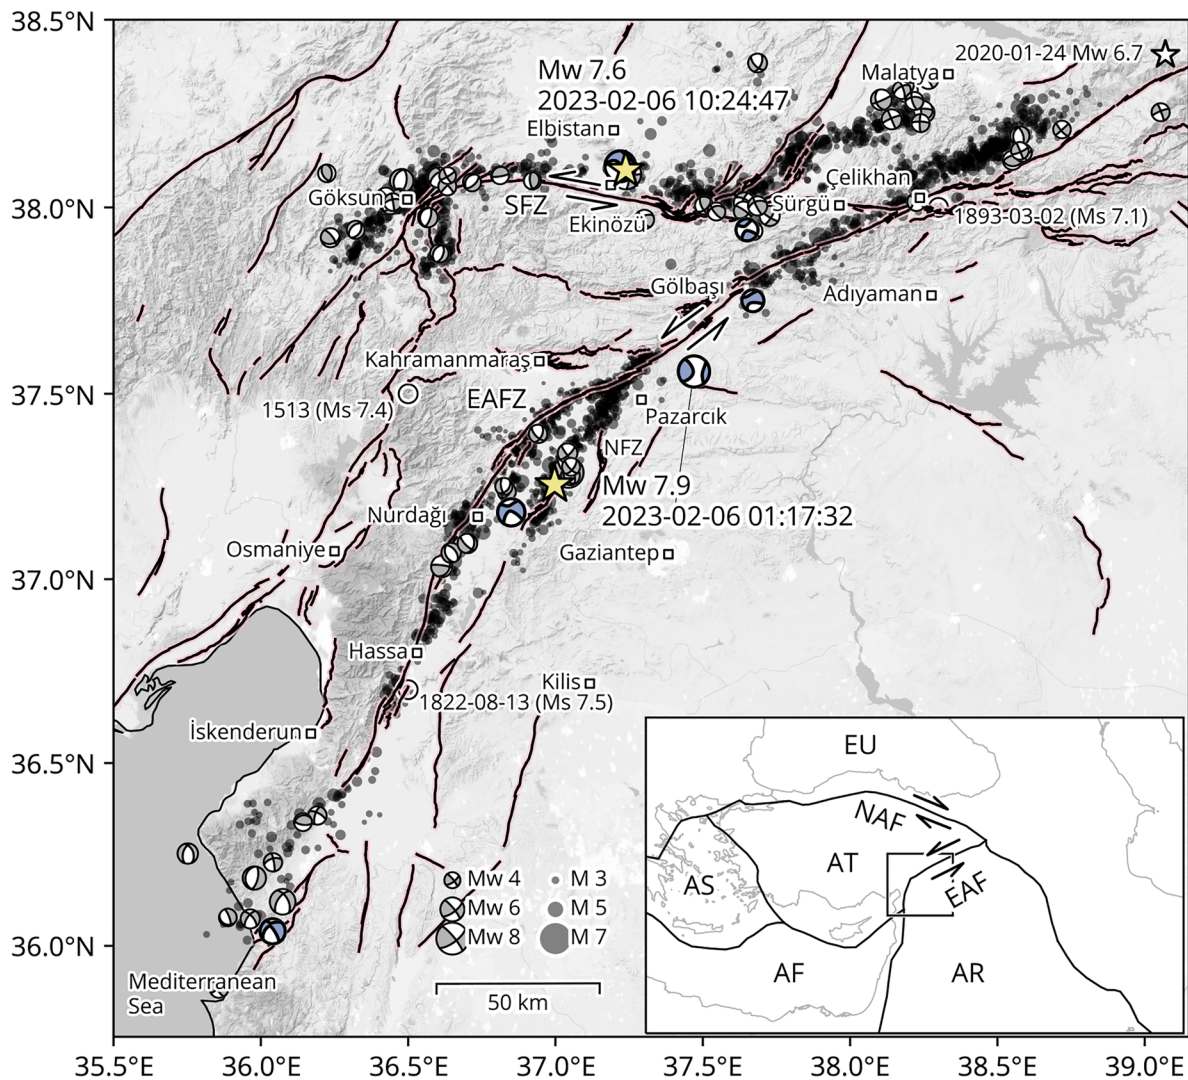 38.5°N
2020-01-24 Mw 6.7
Mw 7.6
2023-02-06 10:24:47
Malatya
Elbistan
Çelikhan
Göksun
SFZ
Sürgü
38.0°N
Ekinözü
1893-03-02 (Ms 7.1)
Gölbaşı
Adıyaman
Kahramanmaraş
37.5°N
EAFZ
1513 (Ms 7.4)
Pazarcık
NFZ
Mw 7.9
2023-02-06 01:17:32
Nurdağı
Osmaniye
Gaziantep
37.0°N
Hassa
Kilis
1822-08-13 (Ms 7.5)
İskenderun
36.5°N
EU
NAF
AT
AS
EAF
AF
AR
Mw 4 M 3
Mw 6 M 5
Mw 8 M 7
36.0°N
50 km
Mediterranean
Sea
35.5°E 36.0°E 36.5°E 37.0°E 37.5°E 38.0°E 38.5°E 39.0°E